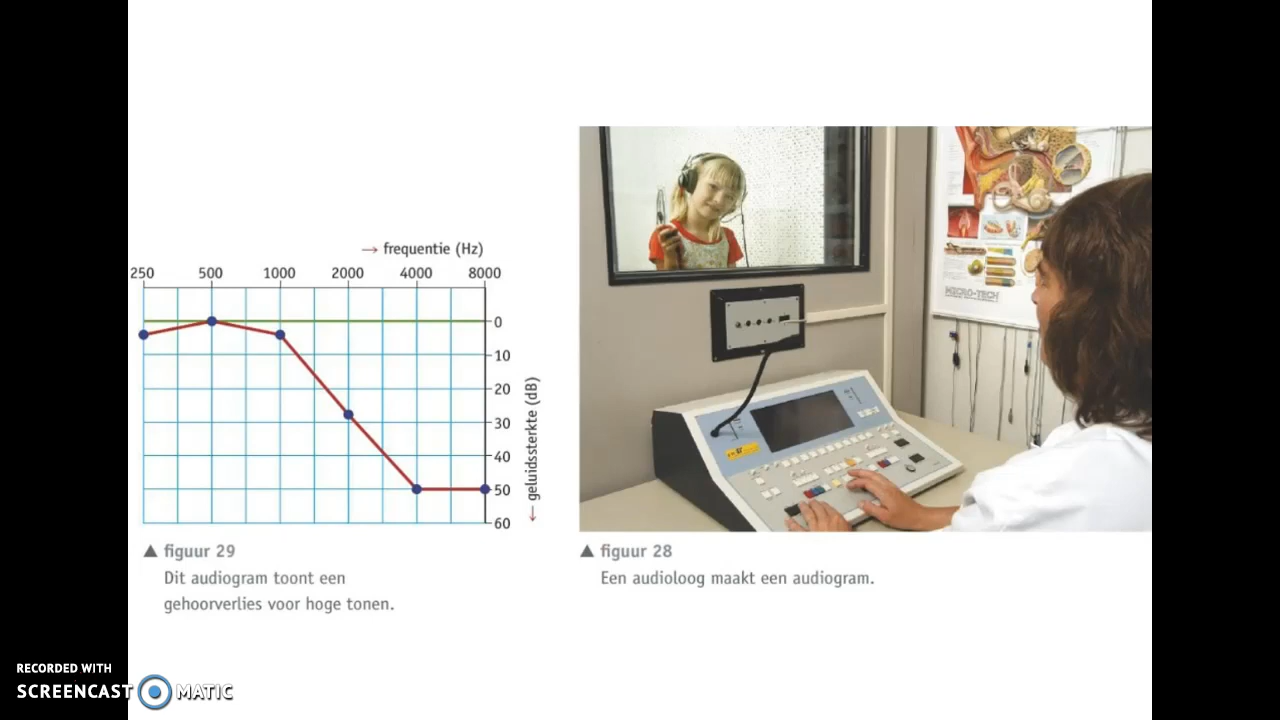 → frequentie (Hz)
250 500 1000 2000 4000 8000
0
10
20
30
40
50
60
← geluidssterkte (dB)
▲ figuur 29
Dit audiogram toont een
gehoorverlies voor hoge tonen.
MICRO-TECH
▲ figuur 28
Een audioloog maakt een audiogram.
RECORDED WITH
SCREENCAST MATIC